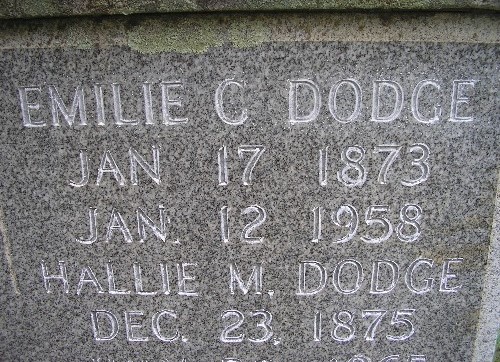 EMILIE C DODGE
JAN 17 1873
JAN. 12 1958
HALLIE M. DODGE
DEC. 23, 1875